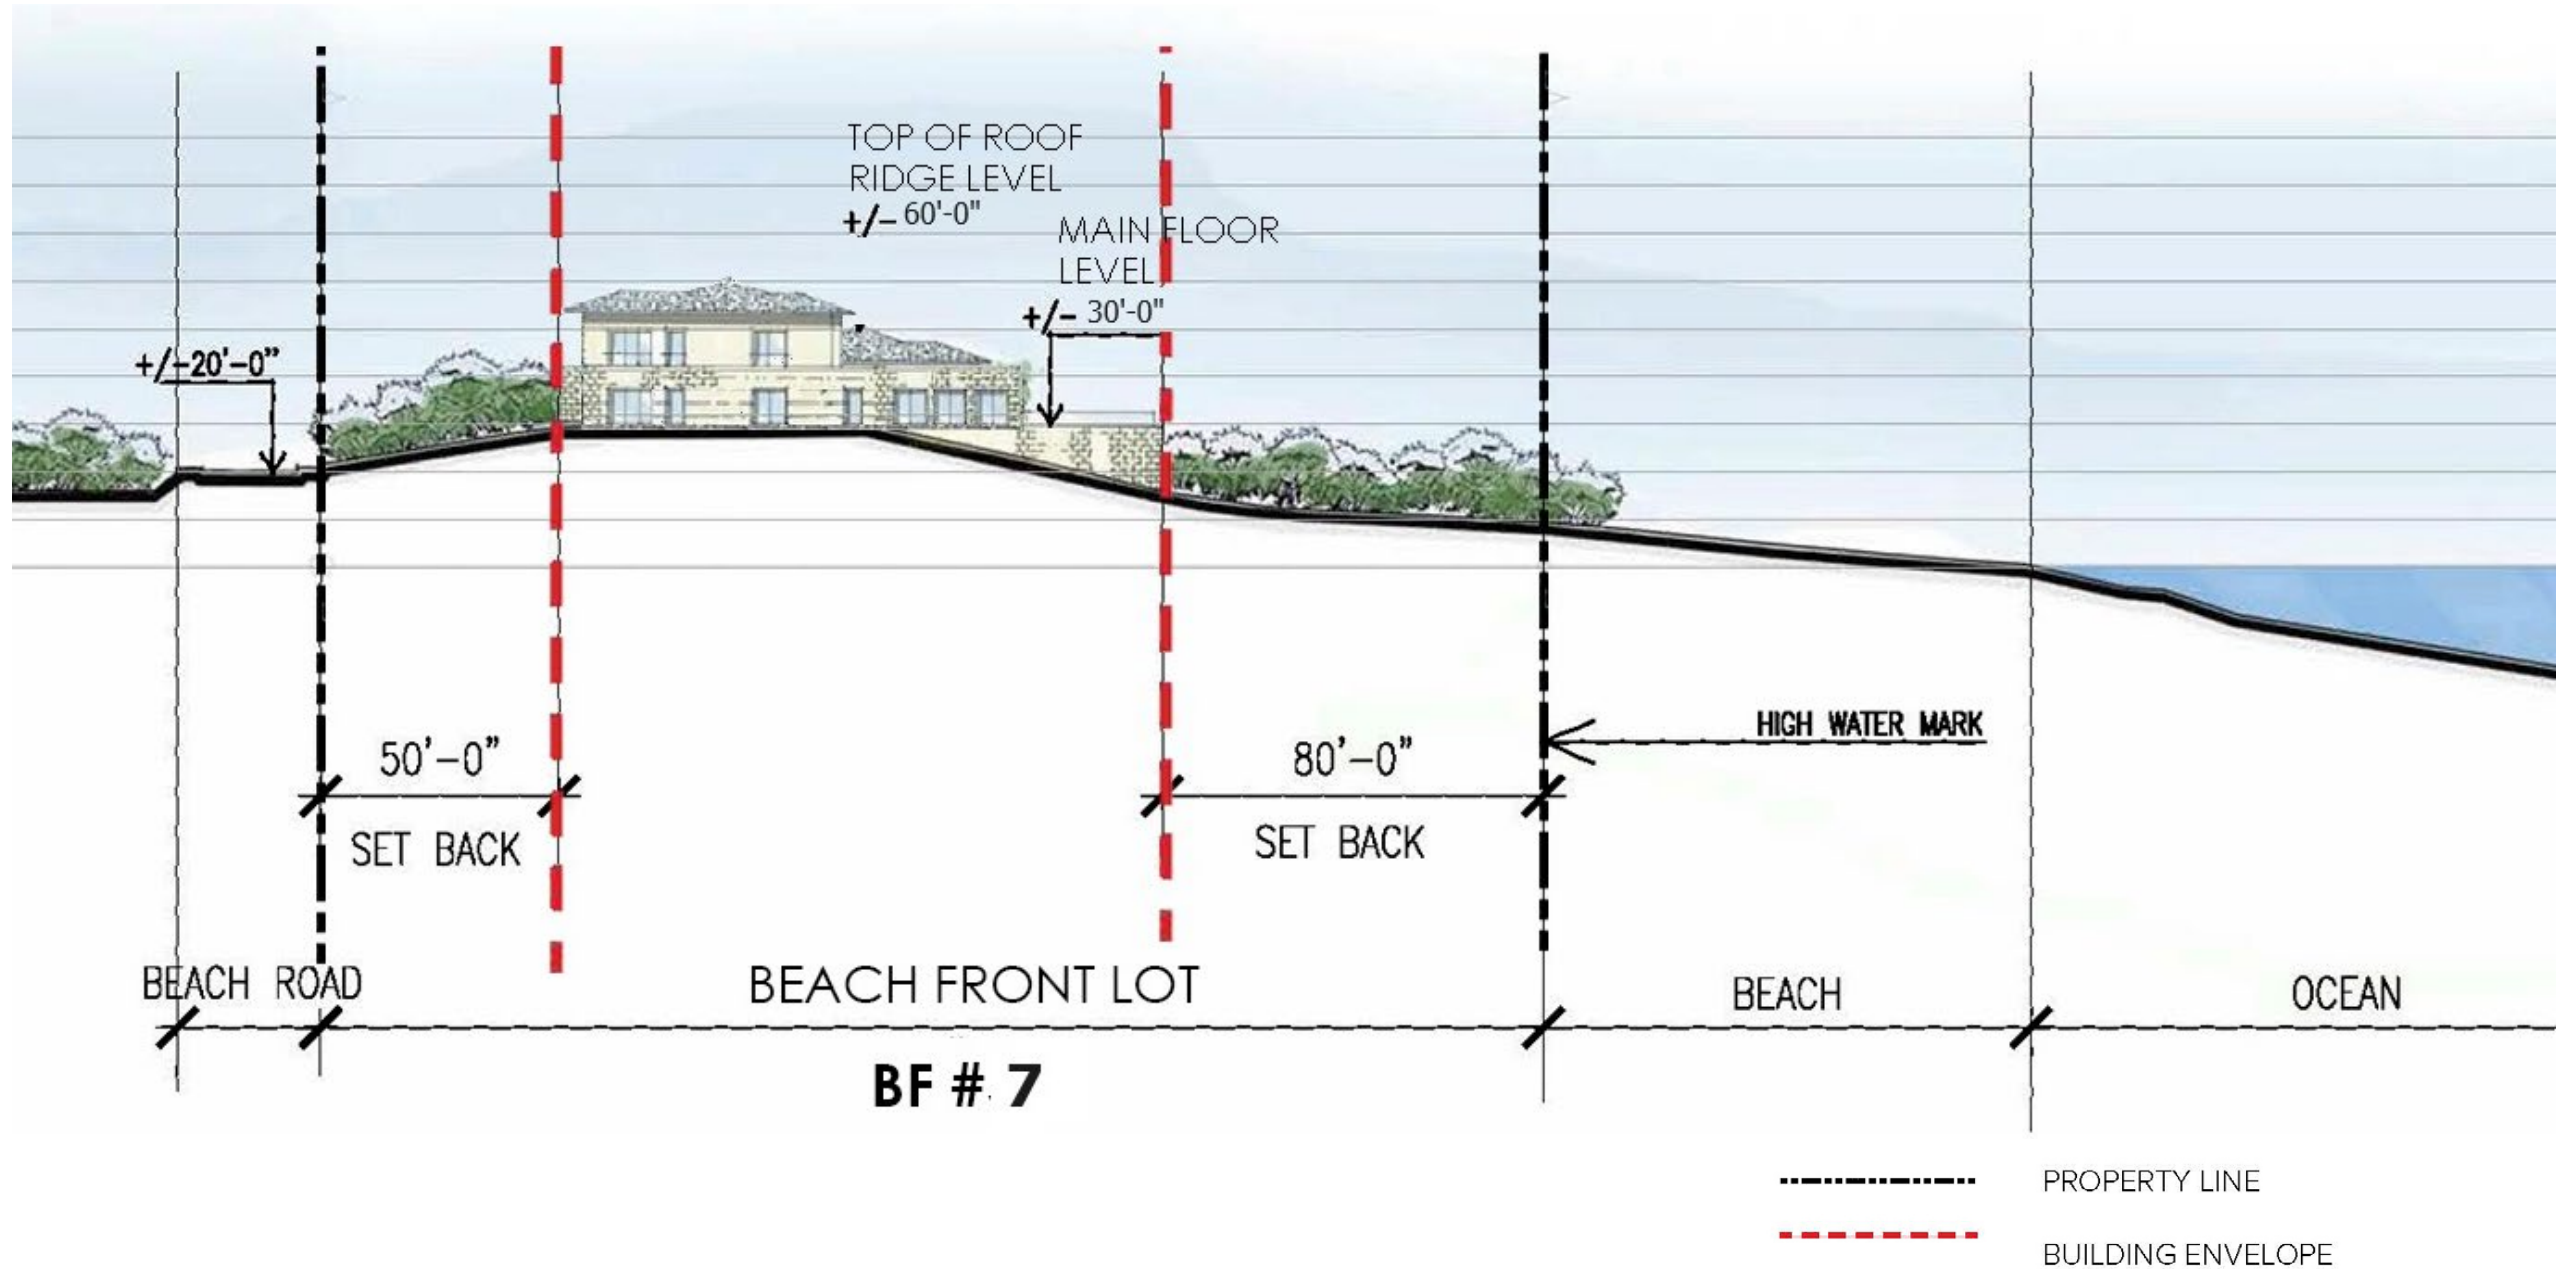 TOP OF ROOF
RIDGE LEVEL
+/- 60'-0"
MAIN FLOOR
LEVEL
+/- 30'-0"
+/-20'-0"
HIGH WATER MARK
50'-0"
SET BACK
80'-0"
SET BACK
BEACH ROAD
BEACH FRONT LOT
BEACH
OCEAN
BF # 7
PROPERTY LINE
BUILDING ENVELOPE